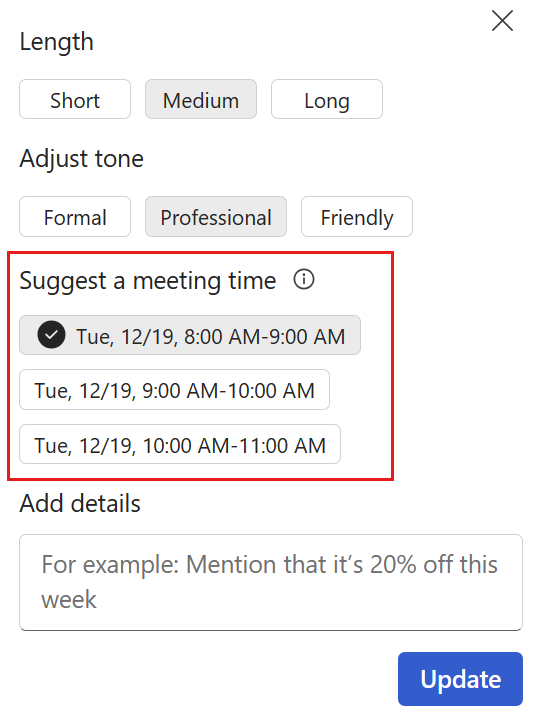 Length
Short Medium Long
Adjust tone
Formal Professional Friendly
Suggest a meeting time
Tue, 12/19, 8:00 AM-9:00 AM
Tue, 12/19, 9:00 AM-10:00 AM
Tue, 12/19, 10:00 AM-11:00 AM
Add details
For example: Mention that it’s 20% off this
week
Update